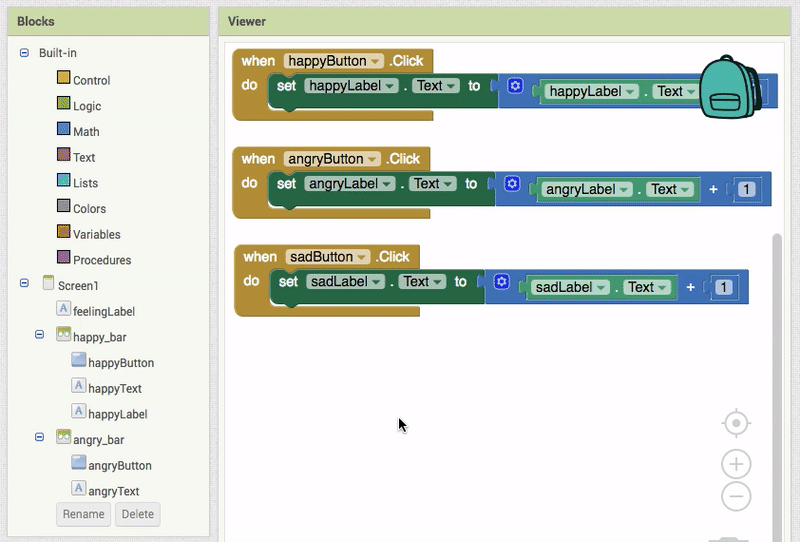 Blocks
Viewer
Built-in
Control
Logic
Math
Text
Lists
Colors
Variables
Procedures
Screen1
feelingLabel
happy_bar
happyButton
happyText
happyLabel
angry_bar
angryButton
angryText
Rename Delete
when happyButton .Click
do set happyLabel . Text to happyLabel . Text
when angryButton .Click
do set angryLabel . Text to angryLabel . Text + 1
when sadButton .Click
do set sadLabel . Text to sadLabel . Text + 1